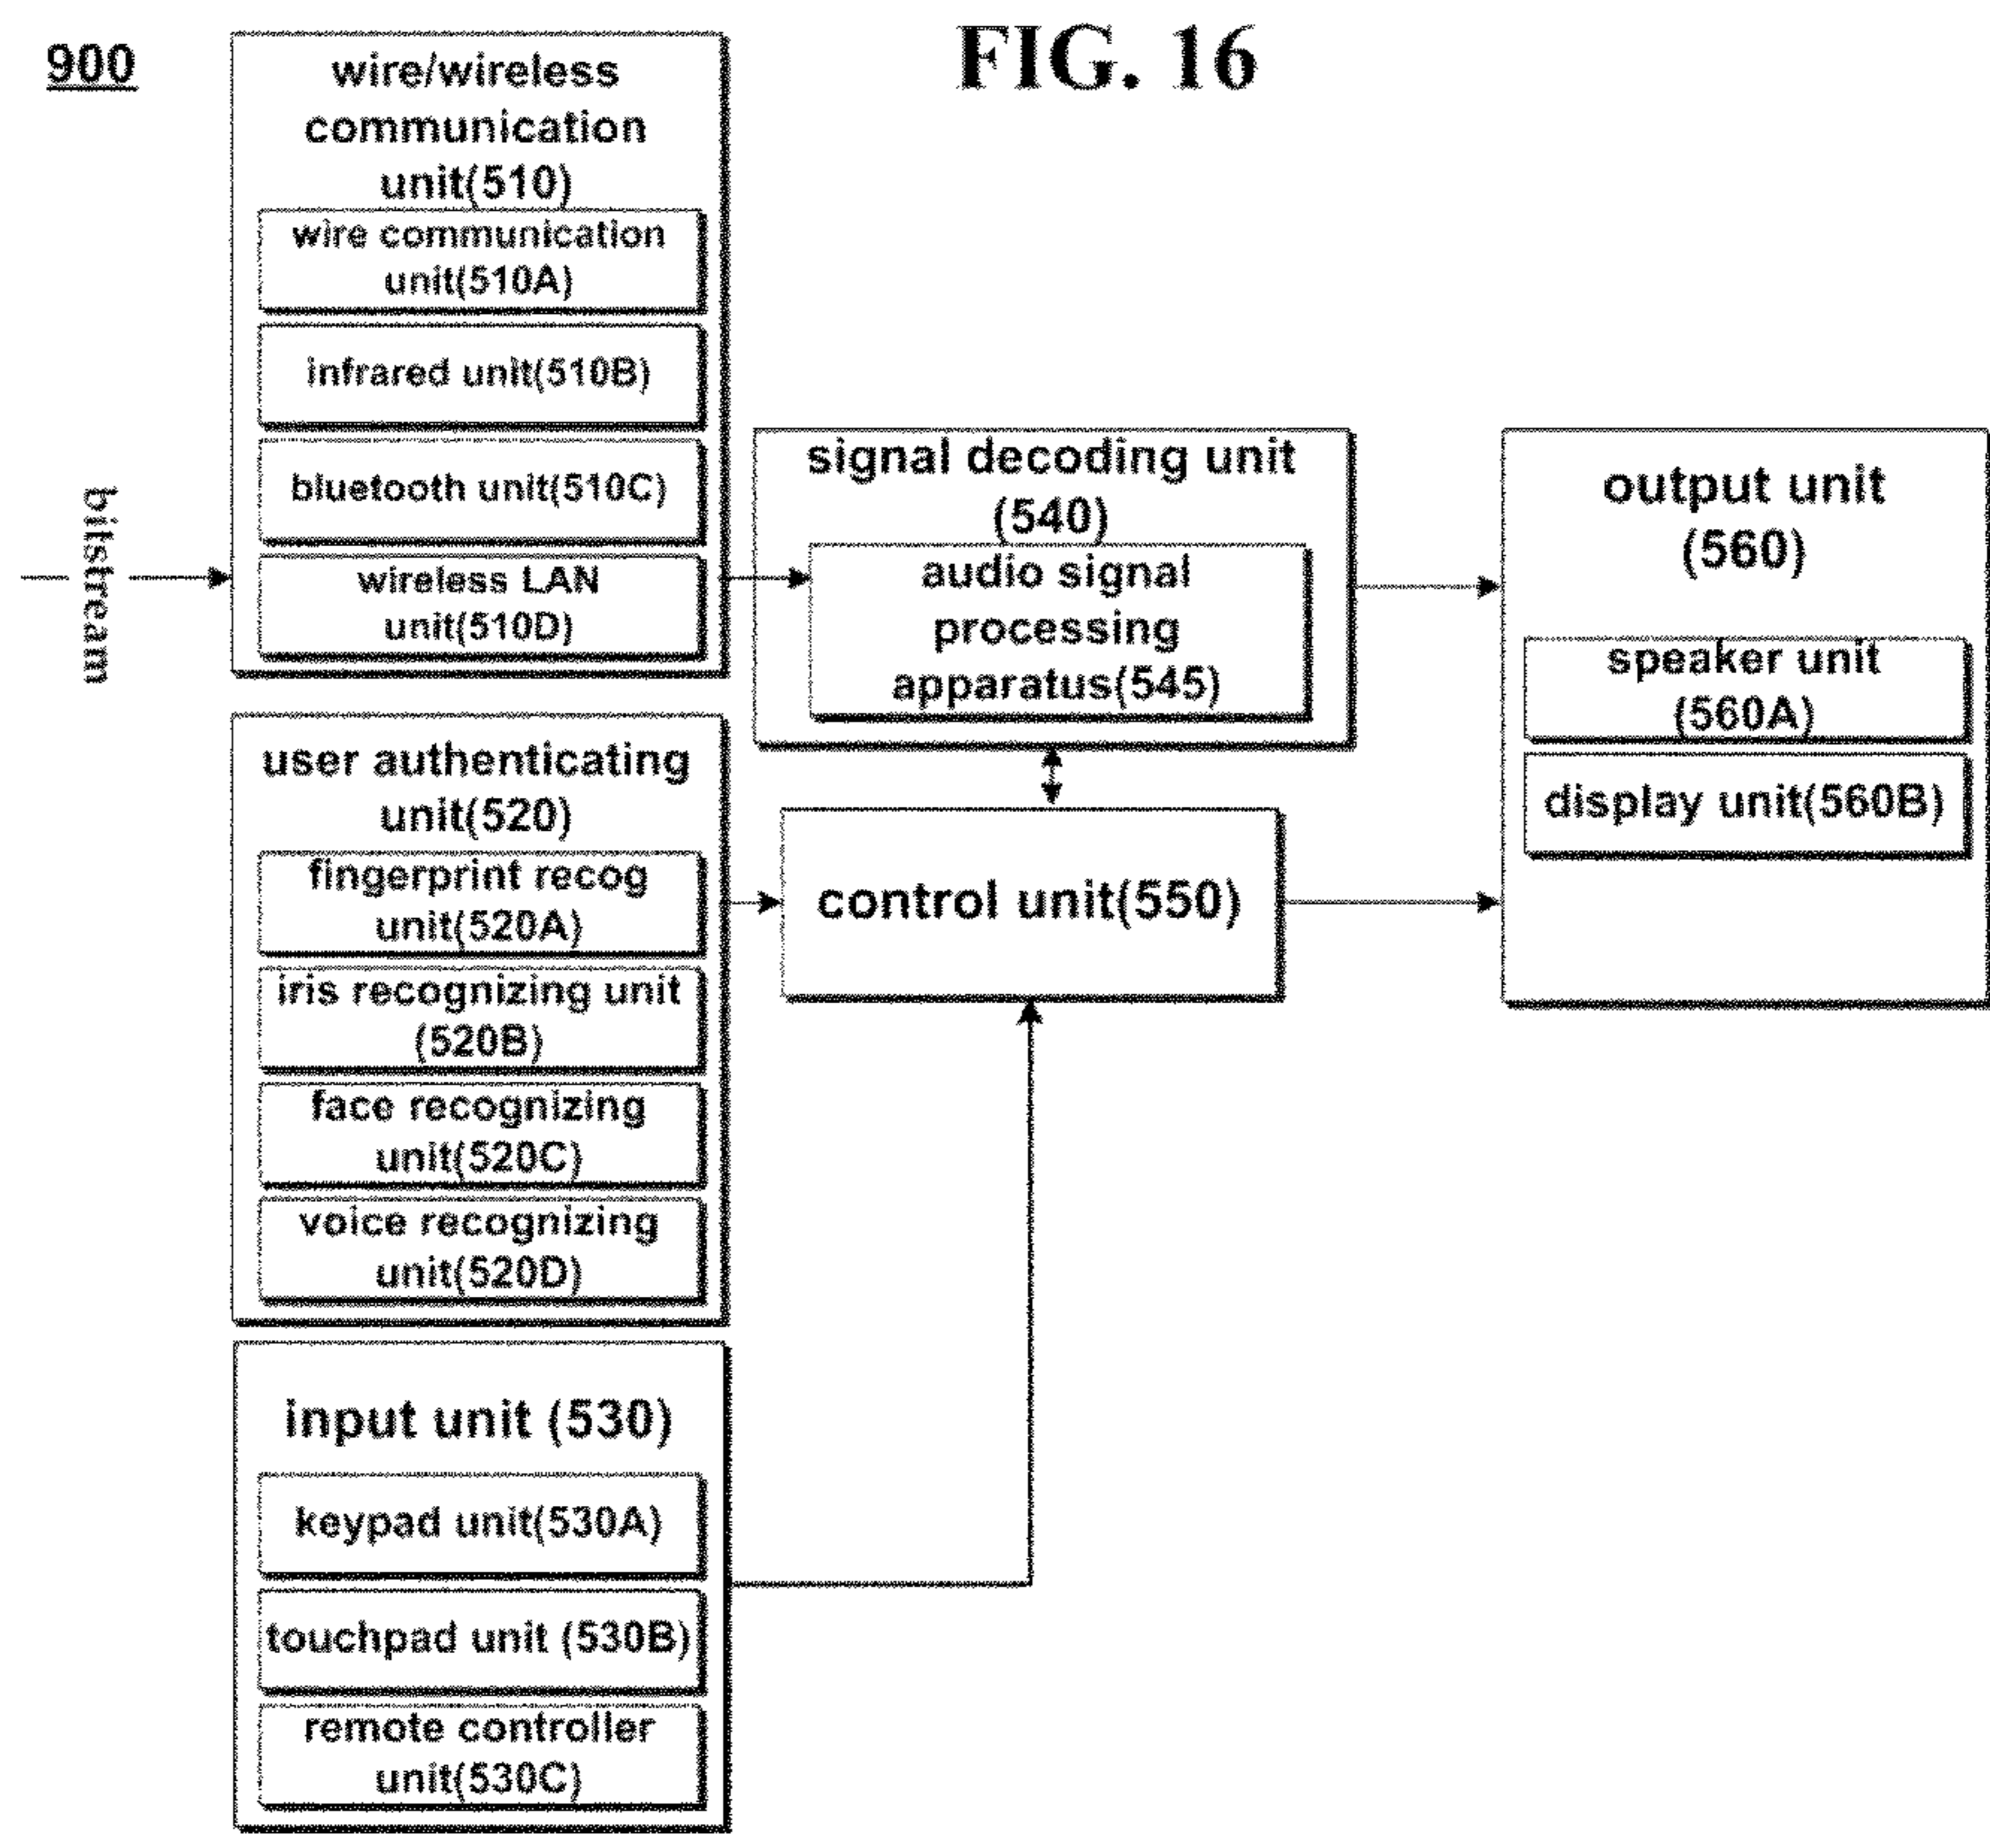 900
FIG. 16
wire/wireless
communication
unit(510)
wire communication
unit(510A)
infrared unit(510B)
bluetooth unit(510C)
wireless LAN
unit(510D)
bitstream
signal decoding unit
(540)
audio signal
processing
apparatus(545)
output unit
(560)
speaker unit
(560A)
display unit(560B)
user authenticating
unit(520)
fingerprint recog
unit(520A)
iris recognizing unit
(520B)
face recognizing
unit(520C)
voice recognizing
unit(520D)
control unit(550)
input unit (530)
keypad unit(530A)
touchpad unit (530B)
remote controller
unit(530C)